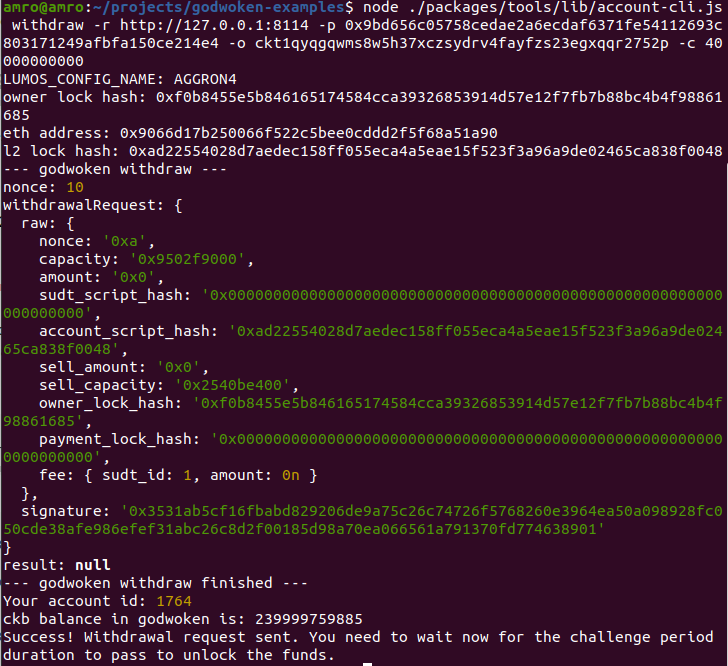 amro@amro:~/projects/godwoken-examples$ node ./packages/tools/lib/account-cli.js
 withdraw -r http://127.0.0.1:8114 -p 0x9bd656c05758cedae2a6ecdaf6371fe54112693c
803171249afbfa150ce214e4 -o ckt1qyqgqwms8w5h37xczsydrv4fayfzs23egxqqr2752p -c 40
000000000
LUMOS_CONFIG_NAME: AGGRON4
owner lock hash: 0xf0b8455e5b846165174584cca39326853914d57e12f7fb7b88bc4b4f98861
685
eth address: 0x9066d17b250066f522c5bee0cddd2f5f68a51a90
l2 lock hash: 0xad22554028d7aedec158ff055eca4a5eae15f523f3a96a9de02465ca838f0048
--- godwoken withdraw ---
nonce: 10
withdrawalRequest: {
  raw: {
    nonce: '0xa',
    capacity: '0x9502f9000',
    amount: '0x0',
    sudt_script_hash: '0x0000000000000000000000000000000000000000000000000000000
000000000',
    account_script_hash: '0xad22554028d7aedec158ff055eca4a5eae15f523f3a96a9de024
65ca838f0048',
    sell_amount: '0x0',
    sell_capacity: '0x2540be400',
    owner_lock_hash: '0xf0b8455e5b846165174584cca39326853914d57e12f7fb7b88bc4b4f
98861685',
    payment_lock_hash: '0x000000000000000000000000000000000000000000000000000000
0000000000',
    fee: { sudt_id: 1, amount: 0n }
  },
  signature: '0x3531ab5cf16fbabd829206de9a75c26c74726f5768260e3964ea50a098928fc0
050cde38afe986efef31abc26c8d2f00185d98a70ea066561a791370fd774638901'
}
result: null
--- godwoken withdraw finished ---
Your account id: 1764
ckb balance in godwoken is: 239999759885
Success! Withdrawal request sent. You need to wait now for the challenge period
duration to pass to unlock the funds.